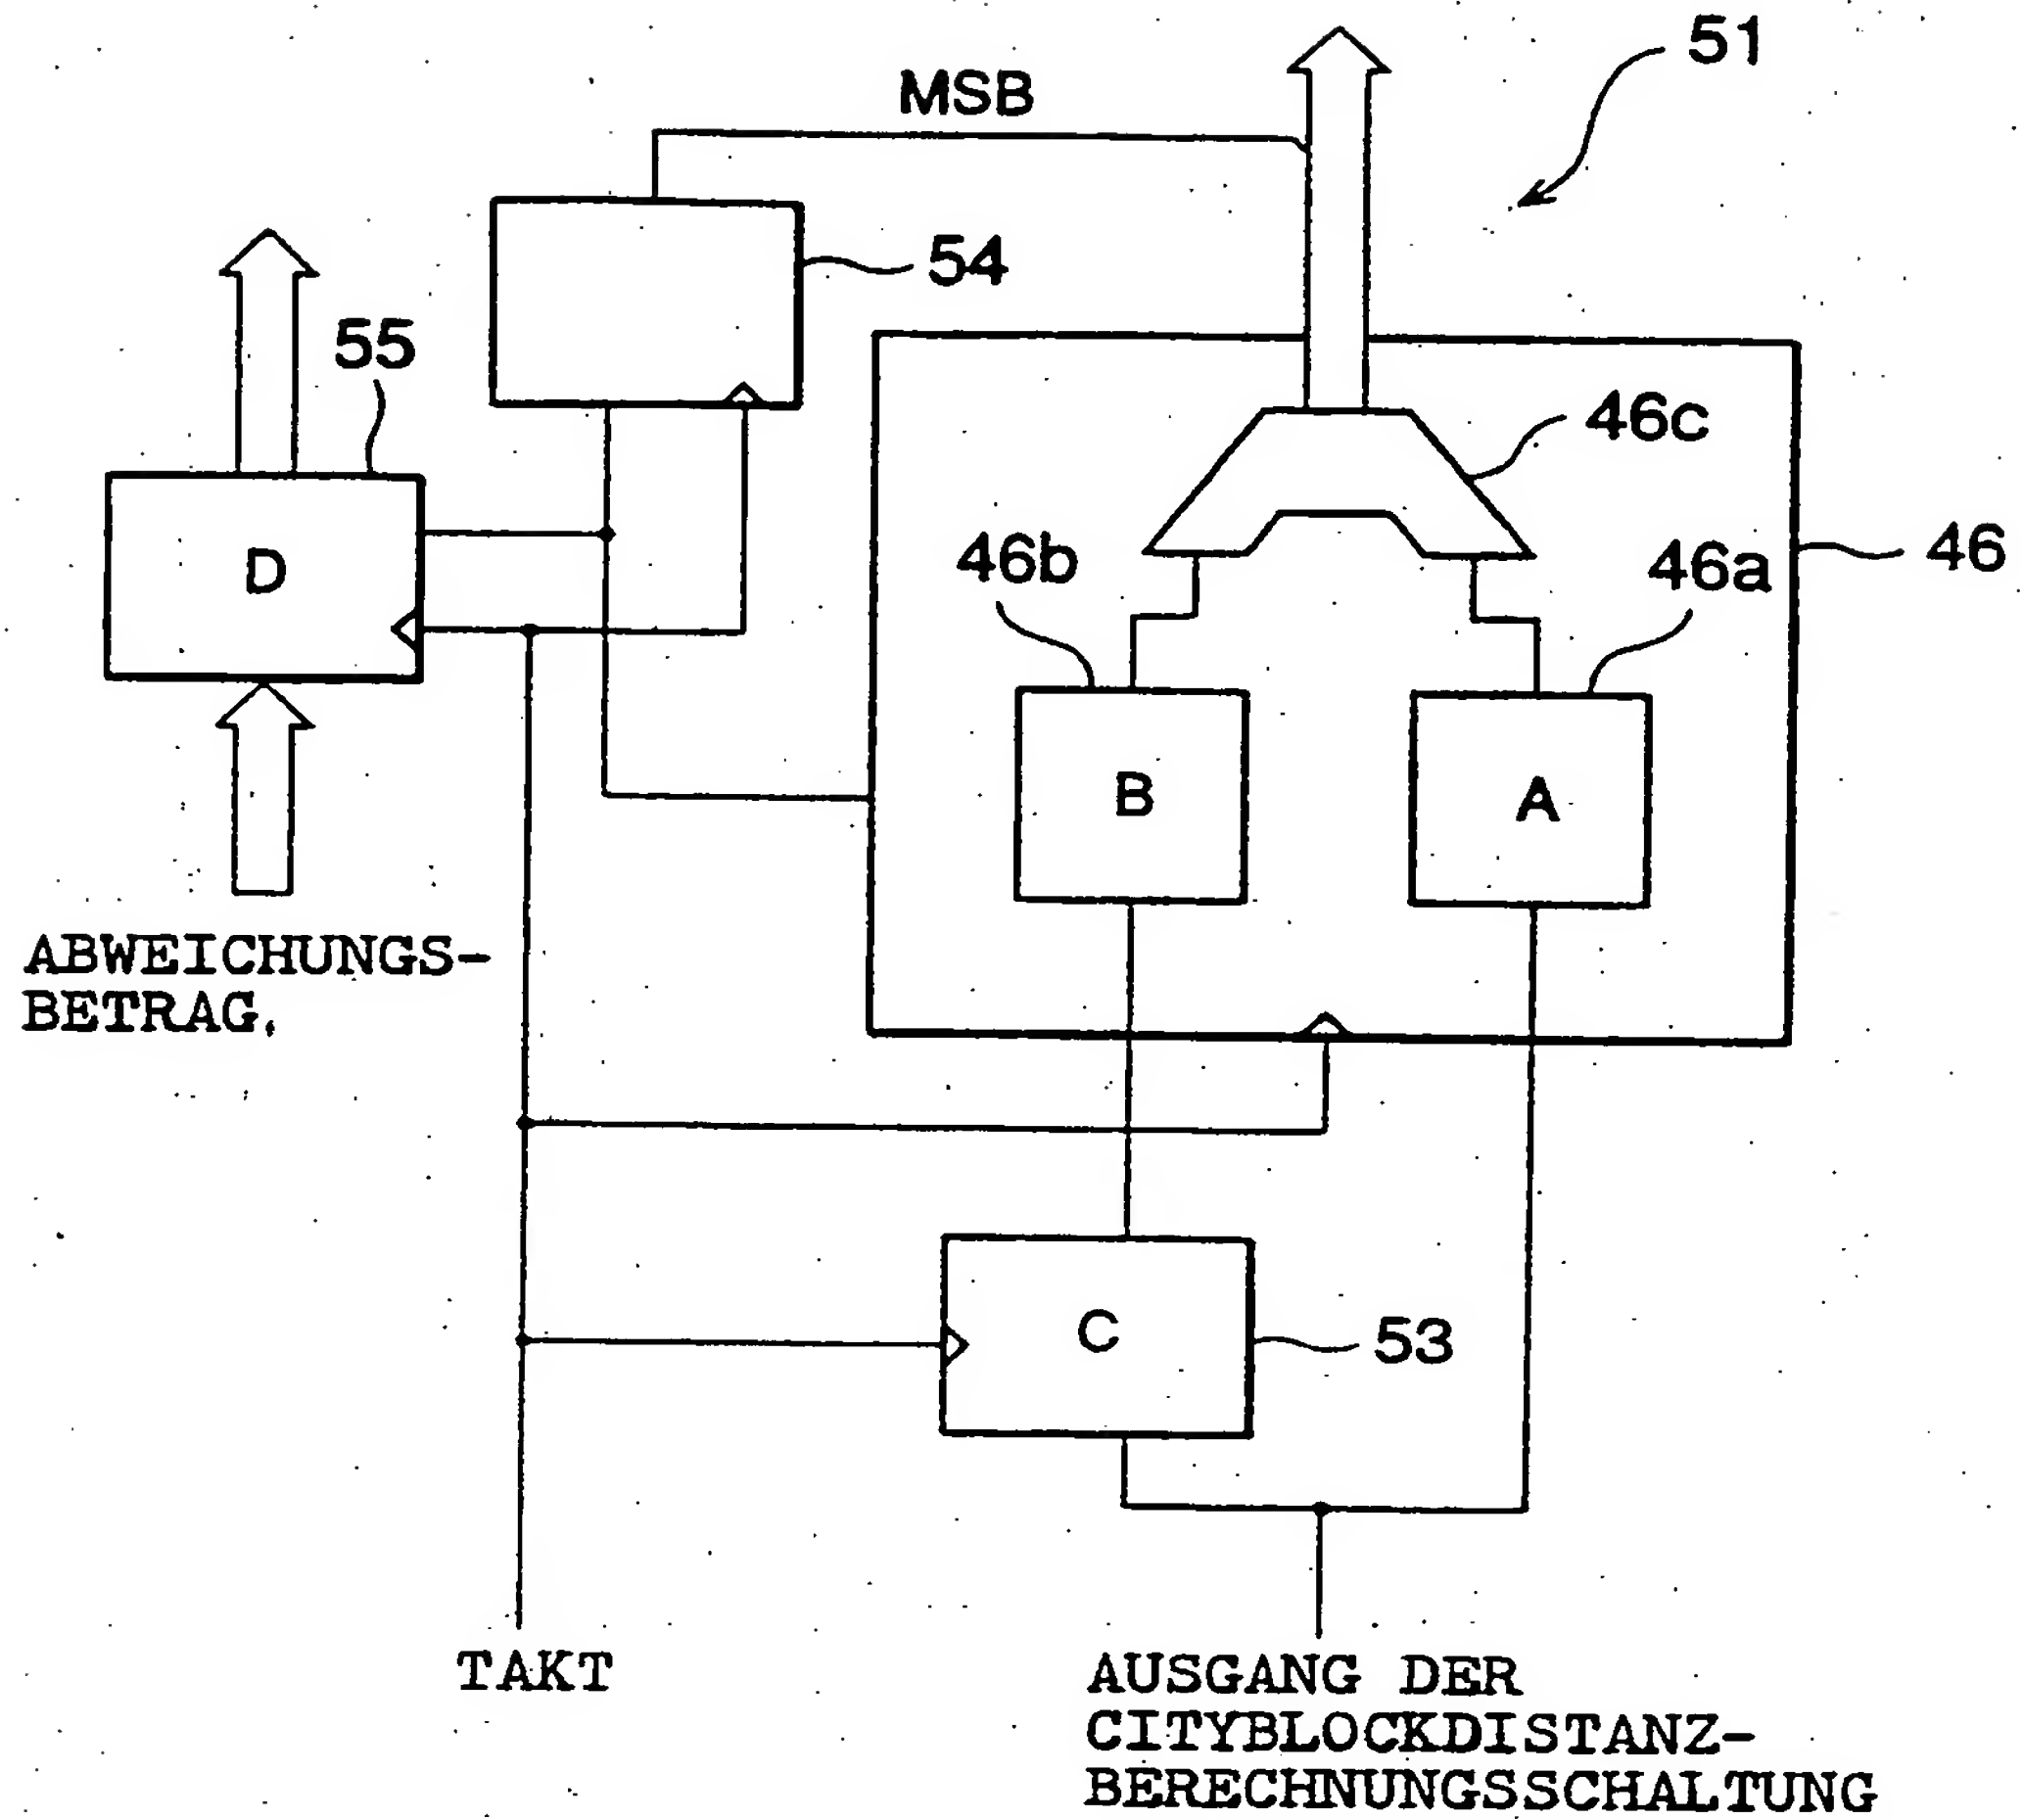 51
MSB
54
55
46c
D
46b
46a
46
B
A
ABWEICHUNGS-
BETRAG.
C
53
TAKT
AUSGANG DER
CITYBLOCKDISTANZ-
BERECHNUNGSSCHALTUNG